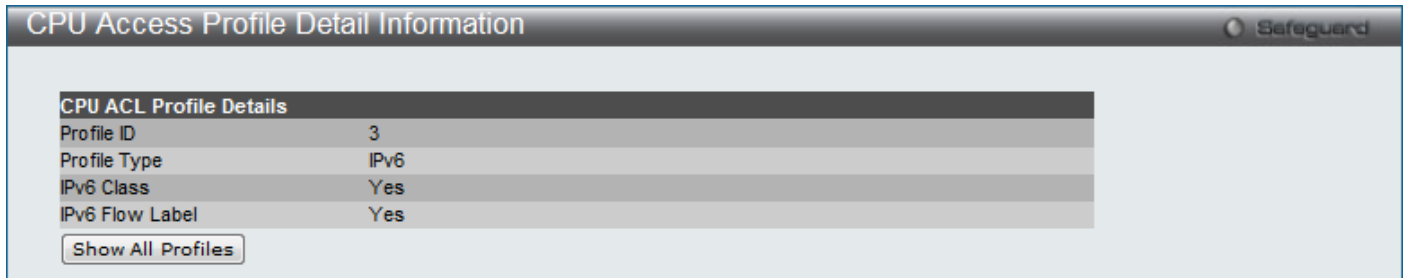 CPU Access Profile Detail Information
Safeguard
CPU ACL Profile Details
Profile ID 3
Profile Type IPv6
IPv6 Class Yes
IPv6 Flow Label Yes
Show All Profiles